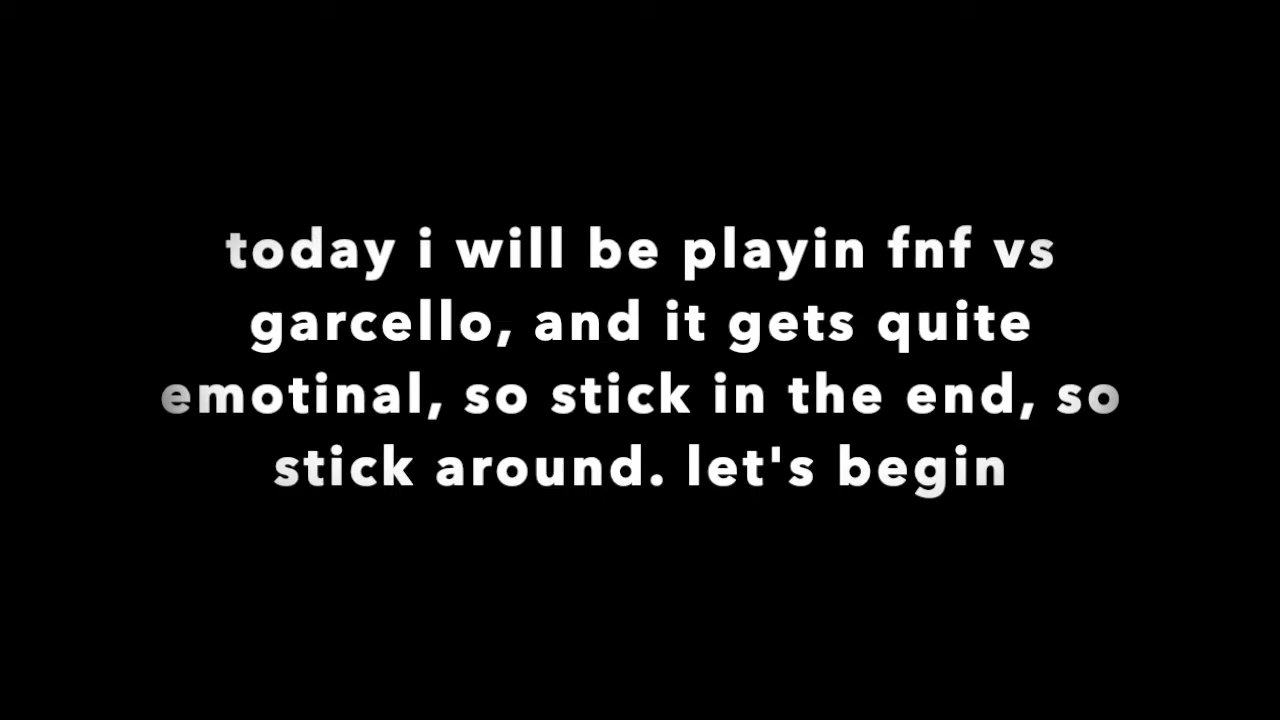 today i will be playin fnf vs
garcello, and it gets quite
emotinal, so stick in the end, so
stick around. let's begin